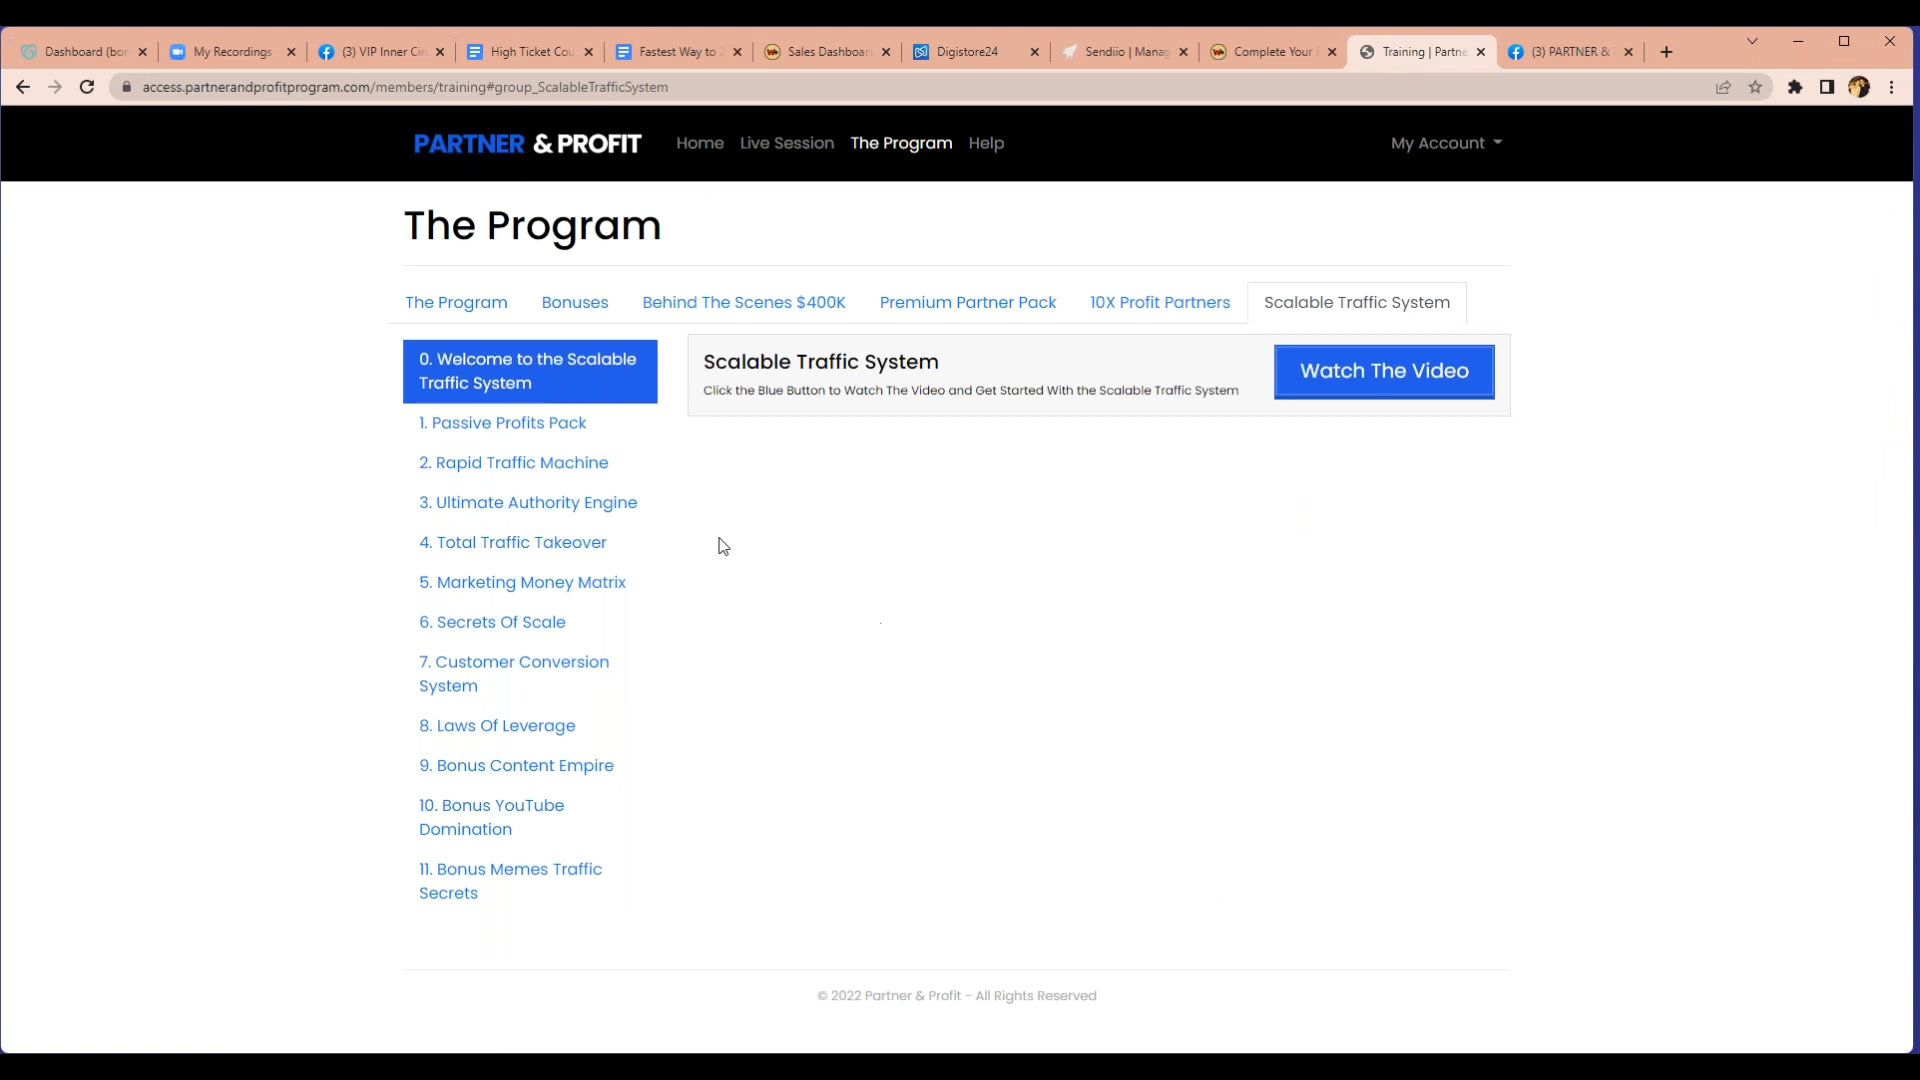 Dashboard (bor
My Recordings
(3) VIP Inner Cir
High Ticket Cou
Fastest Way to 2
Sales Dashboar
Digistore24
Sendiio | Manag
Complete Your
Training | Partne
(3) PARTNER &
access.partnerandprofitprogram.com/members/training#group_ScalableTrafficSystem
PARTNER & PROFIT
Home
Live Session
The Program
Help
My Account
The Program
The Program
Bonuses
Behind The Scenes $400K
Premium Partner Pack
10X Profit Partners
Scalable Traffic System
0. Welcome to the Scalable
Traffic System
1. Passive Profits Pack
2. Rapid Traffic Machine
3. Ultimate Authority Engine
4. Total Traffic Takeover
5. Marketing Money Matrix
6. Secrets Of Scale
7. Customer Conversion
System
8. Laws Of Leverage
9. Bonus Content Empire
10. Bonus YouTube
Domination
11. Bonus Memes Traffic
Secrets
Scalable Traffic System
Click the Blue Button to Watch The Video and Get Started With the Scalable Traffic System
Watch The Video
© 2022 Partner & Profit - All Rights Reserved